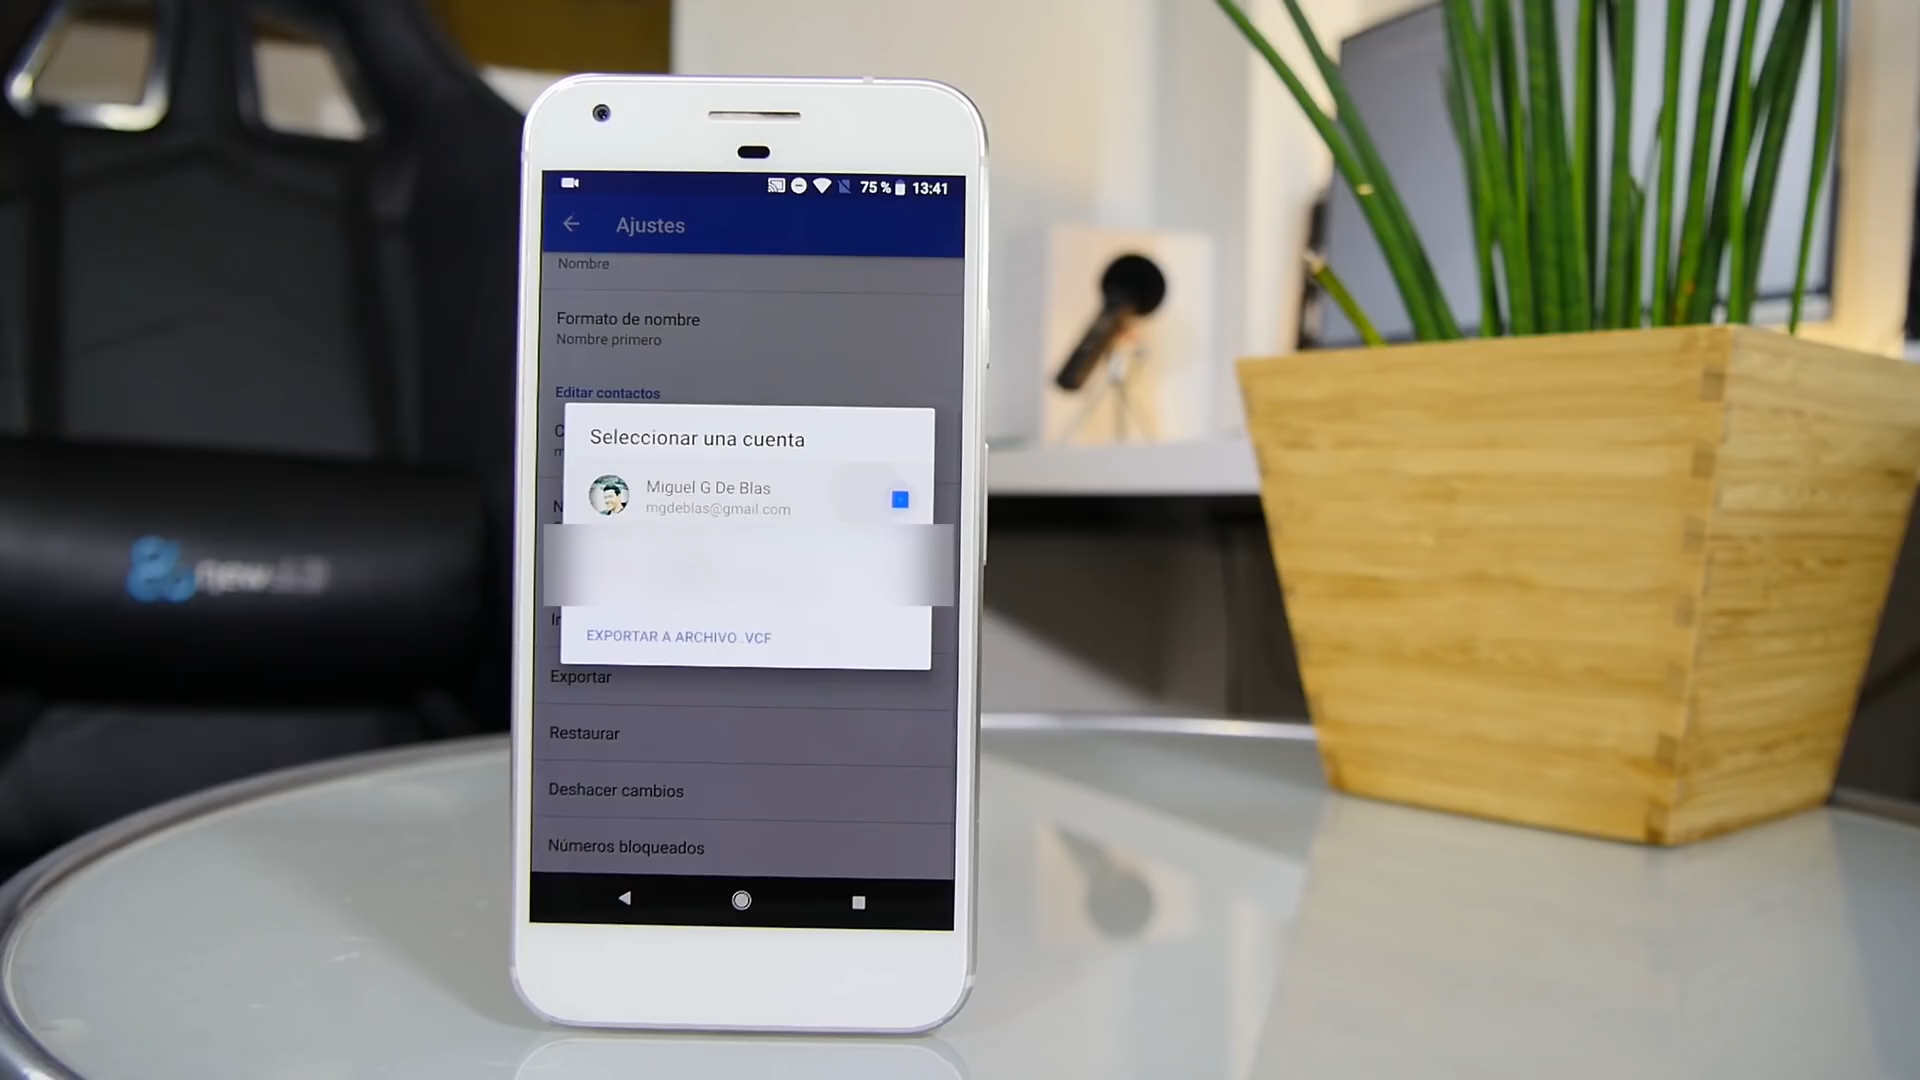 75 % 13:41
Ajustes
Nombre
Formato de nombre
Nombre primero
Editar contactos
Seleccionar una cuenta
Miguel G De Blas
mgdeblas@gmail.com
EXPORTAR A ARCHIVO .VCF
Exportar
Restaurar
Deshacer cambios
Números bloqueados